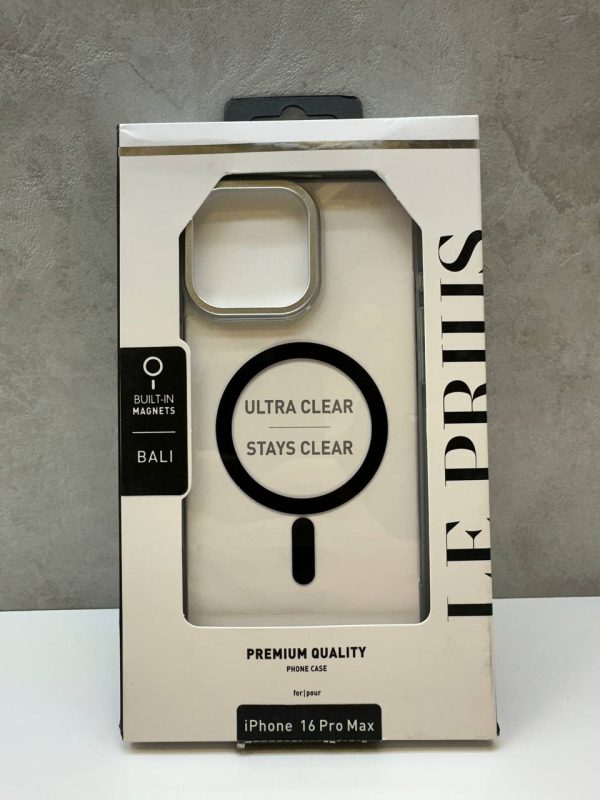 BUILT-IN
MAGNETS
BALI
ULTRA CLEAR
STAYS CLEAR
LE PRIUS
PREMIUM QUALITY
PHONE CASE
for|pour
iPhone 16 Pro Max